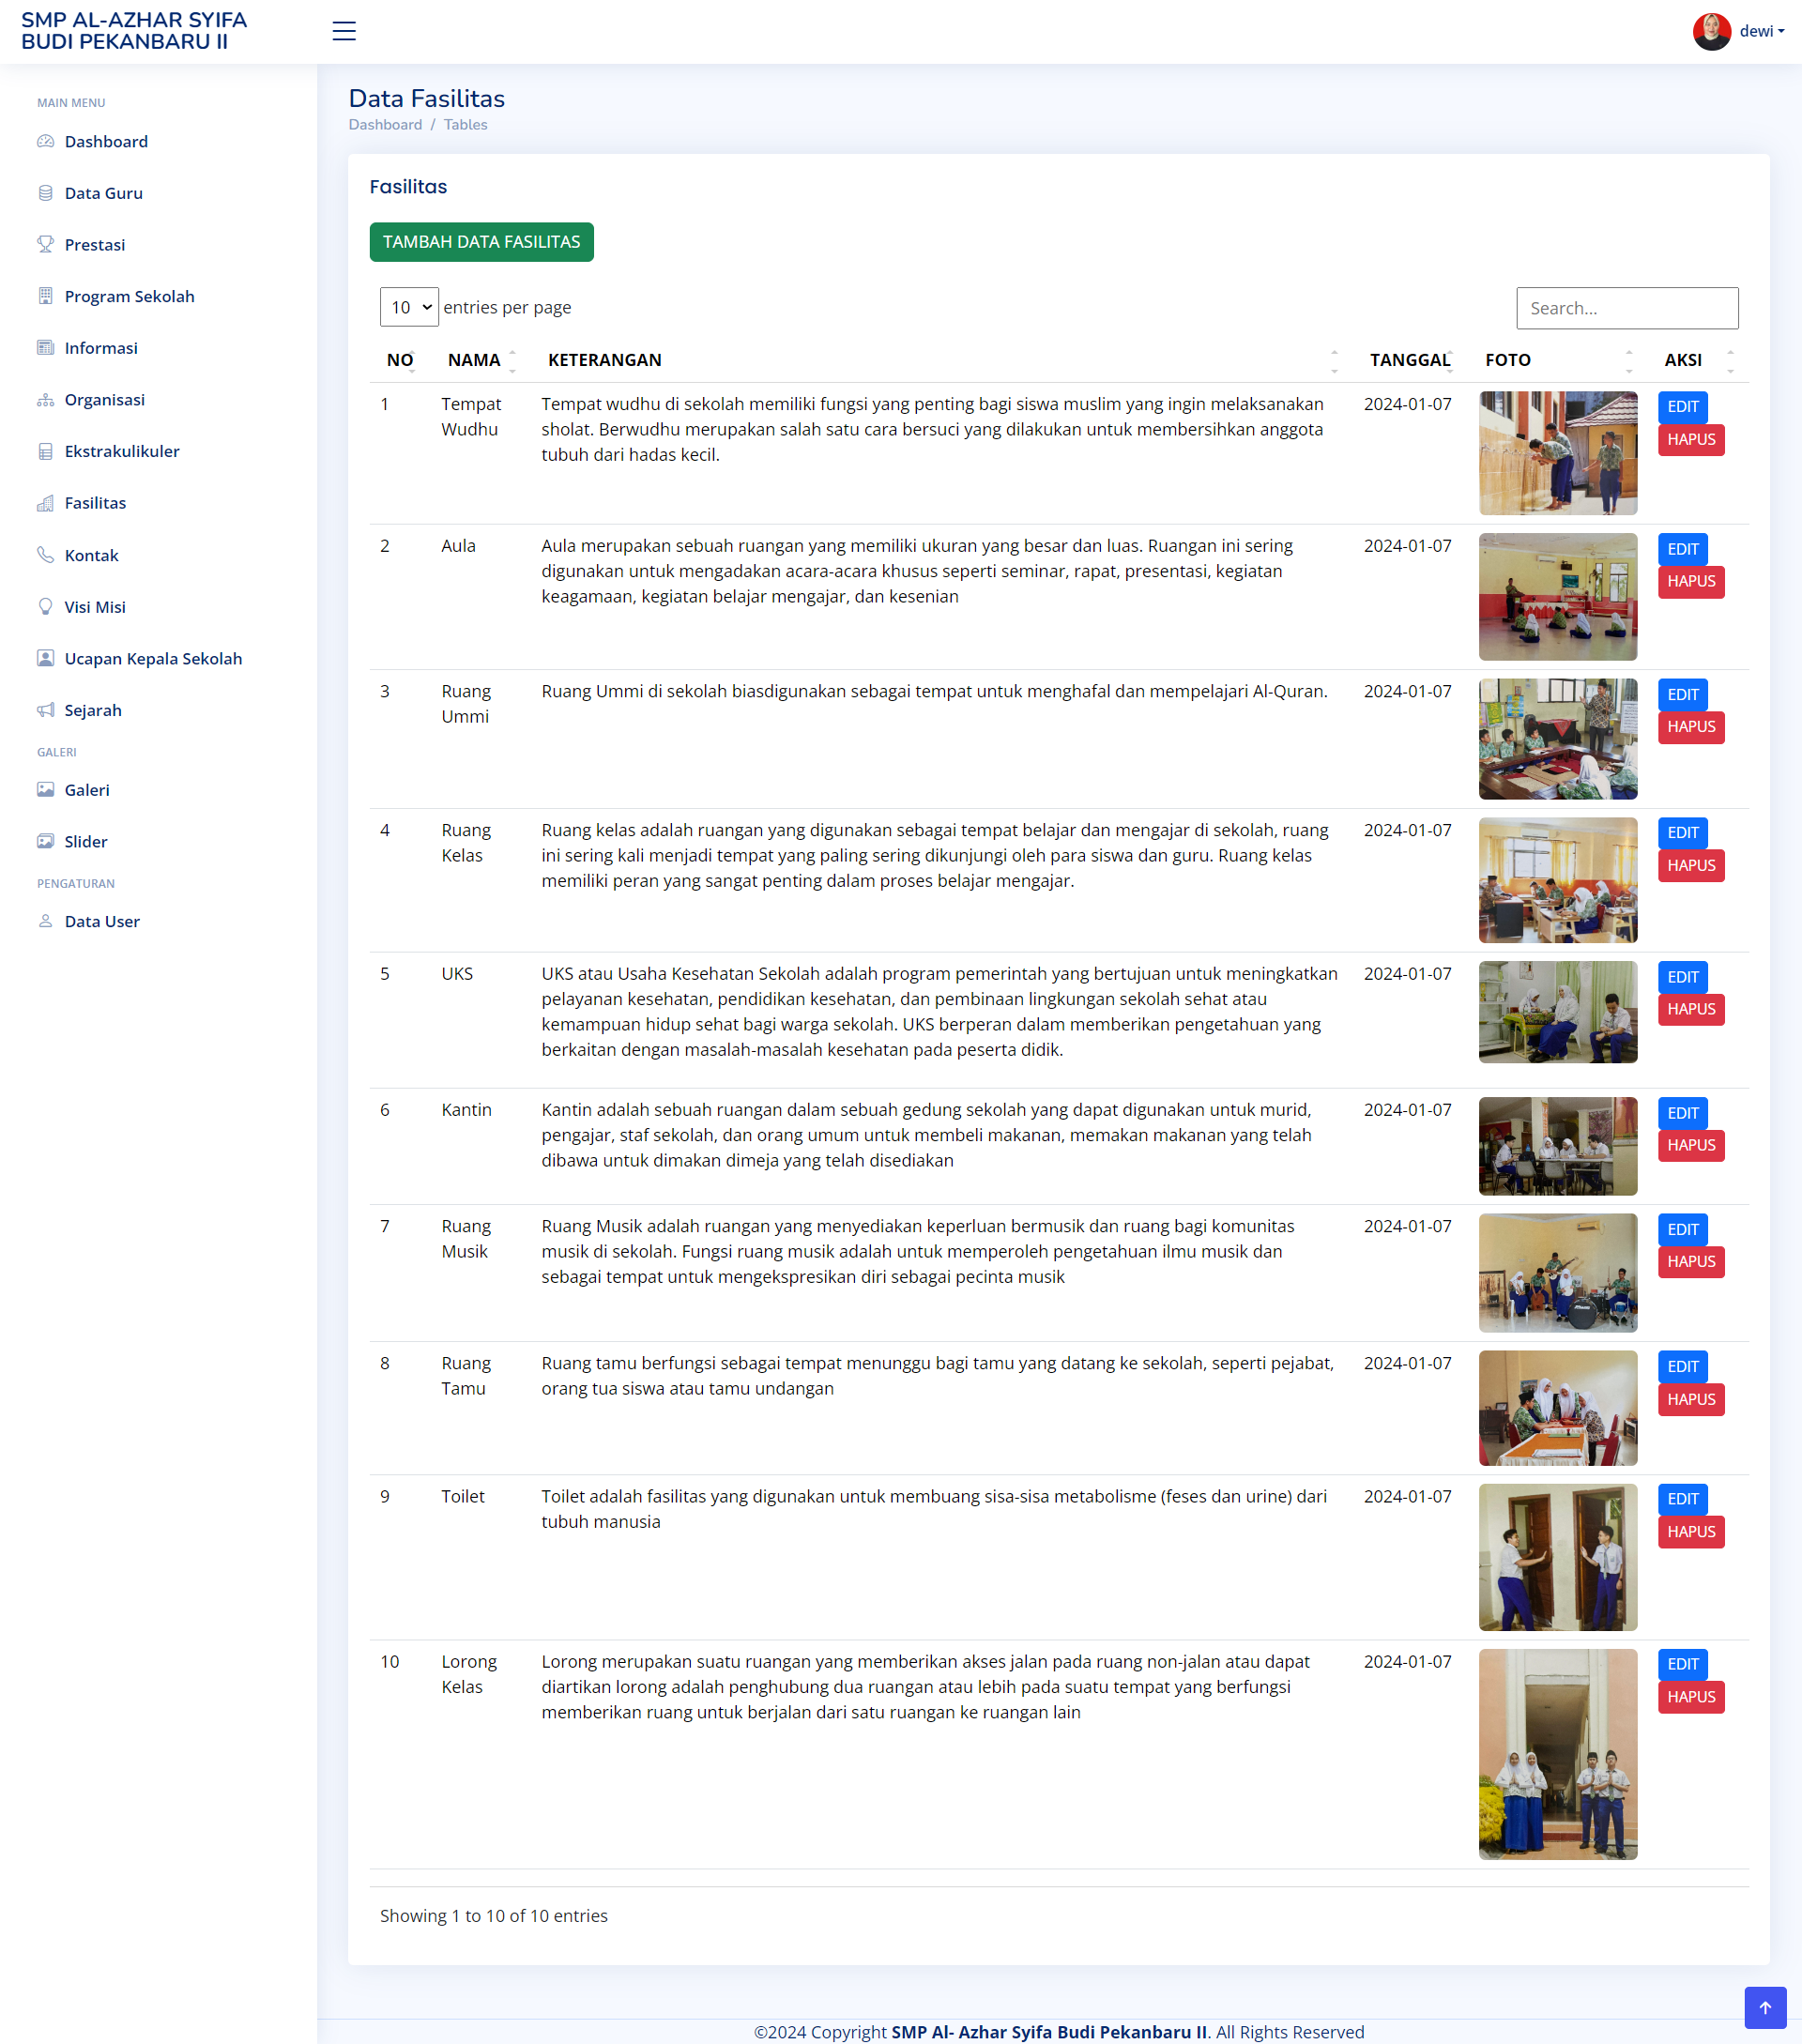 SMP AL-AZHAR SYIFA
BUDI PEKANBARU II
dewi
MAIN MENU
Dashboard
Data Guru
Prestasi
Program Sekolah
Informasi
Organisasi
Ekstrakulikuler
Fasilitas
Kontak
Visi Misi
Ucapan Kepala Sekolah
Sejarah
GALERI
Galeri
Slider
PENGATURAN
Data User
Data Fasilitas
Dashboard / Tables
Fasilitas
TAMBAH DATA FASILITAS
10 entries per page
Search...
NO NAMA KETERANGAN TANGGAL FOTO AKSI
1 Tempat Tempat wudhu di sekolah memiliki fungsi yang penting bagi siswa muslim yang ingin melaksanakan 2024-01-07 EDIT
Wudhu sholat. Berwudhu merupakan salah satu cara bersuci yang dilakukan untuk membersihkan anggota HAPUS
tubuh dari hadas kecil.
2 Aula Aula merupakan sebuah ruangan yang memiliki ukuran yang besar dan luas. Ruangan ini sering 2024-01-07 EDIT
digunakan untuk mengadakan acara-acara khusus seperti seminar, rapat, presentasi, kegiatan HAPUS
keagamaan, kegiatan belajar mengajar, dan kesenian
3 Ruang Ruang Ummi di sekolah biasdigunakan sebagai tempat untuk menghafal dan mempelajari Al-Quran. 2024-01-07 EDIT
Ummi HAPUS
4 Ruang Ruang kelas adalah ruangan yang digunakan sebagai tempat belajar dan mengajar di sekolah, ruang 2024-01-07 EDIT
Kelas ini sering kali menjadi tempat yang paling sering dikunjungi oleh para siswa dan guru. Ruang kelas HAPUS
memiliki peran yang sangat penting dalam proses belajar mengajar.
5 UKS UKS atau Usaha Kesehatan Sekolah adalah program pemerintah yang bertujuan untuk meningkatkan 2024-01-07 EDIT
pelayanan kesehatan, pendidikan kesehatan, dan pembinaan lingkungan sekolah sehat atau HAPUS
kemampuan hidup sehat bagi warga sekolah. UKS berperan dalam memberikan pengetahuan yang
berkaitan dengan masalah-masalah kesehatan pada peserta didik.
6 Kantin Kantin adalah sebuah ruangan dalam sebuah gedung sekolah yang dapat digunakan untuk murid, 2024-01-07 EDIT
pengajar, staf sekolah, dan orang umum untuk membeli makanan, memakan makanan yang telah HAPUS
dibawa untuk dimakan dimeja yang telah disediakan
7 Ruang Ruang Musik adalah ruangan yang menyediakan keperluan bermusik dan ruang bagi komunitas 2024-01-07 EDIT
Musik musik di sekolah. Fungsi ruang musik adalah untuk memperoleh pengetahuan ilmu musik dan HAPUS
sebagai tempat untuk mengekspresikan diri sebagai pecinta musik
8 Ruang Ruang tamu berfungsi sebagai tempat menunggu bagi tamu yang datang ke sekolah, seperti pejabat, 2024-01-07 EDIT
Tamu orang tua siswa atau tamu undangan HAPUS
9 Toilet Toilet adalah fasilitas yang digunakan untuk membuang sisa-sisa metabolisme (feses dan urine) dari 2024-01-07 EDIT
tubuh manusia HAPUS
10 Lorong Lorong merupakan suatu ruangan yang memberikan akses jalan pada ruang non-jalan atau dapat 2024-01-07 EDIT
Kelas diartikan lorong adalah penghubung dua ruangan atau lebih pada suatu tempat yang berfungsi HAPUS
memberikan ruang untuk berjalan dari satu ruangan ke ruangan lain
Showing 1 to 10 of 10 entries
©2024 Copyright SMP Al- Azhar Syifa Budi Pekanbaru II. All Rights Reserved